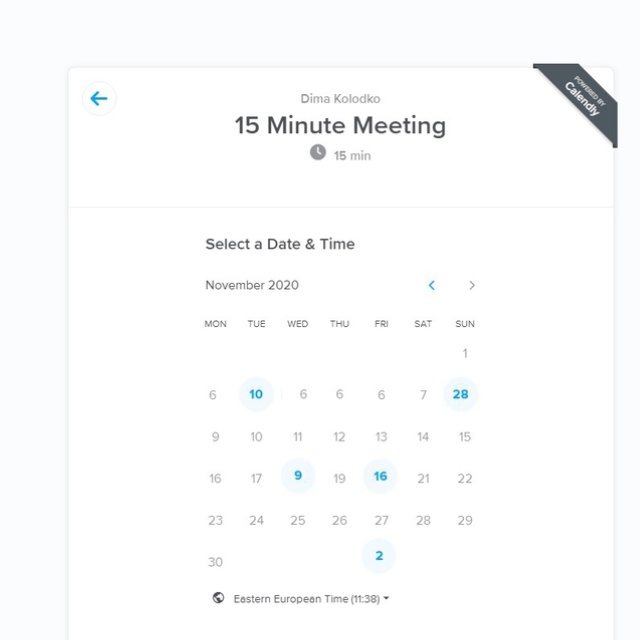 POWERED BY
Calendly
Dima Kolodko
15 Minute Meeting
15 min
Select a Date & Time
November 2020
MON TUE WED THU FRI SAT SUN
1
6 10 6 6 6 7 28
9 10 11 12 13 14 15
16 17 9 19 16 21 22
23 24 25 26 27 28 29
30 2
Eastern European Time (11:38)